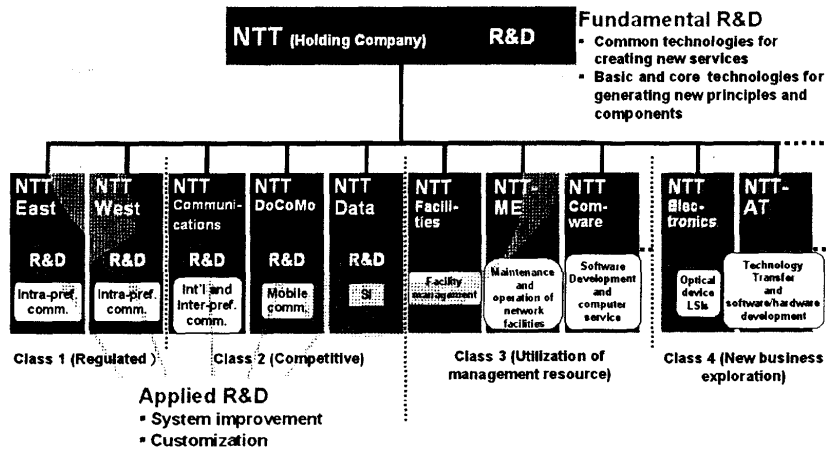 NTT (Holding Company) R&D
Fundamental R&D
▪ Common technologies for
creating new services
▪ Basic and core technologies for
generating new principles and
components
NTT
East
R&D
Intra-pref.
comm.
NTT
West
R&D
Intra-pref.
comm.
NTT
Communi-
cations
R&D
Int'l and
Inter-pref.
comm.
NTT
DoCoMo
R&D
Mobile
comm.
NTT
Data
R&D
SI
NTT
Facili-
ties
Facility
management
NTT-
ME
Maintenance
and
operation of
network
facilities
NTT
Com-
ware
Software
Development
and
computer
service
NTT
Elec-
tronics
Optical
device
LSIs
NTT-
AT
Technology
Transfer
and
software/hardware
development
Class 1 (Regulated )
Class 2 (Competitive)
Class 3 (Utilization of
management resource)
Class 4 (New business
exploration)
Applied R&D
▪ System improvement
▪ Customization